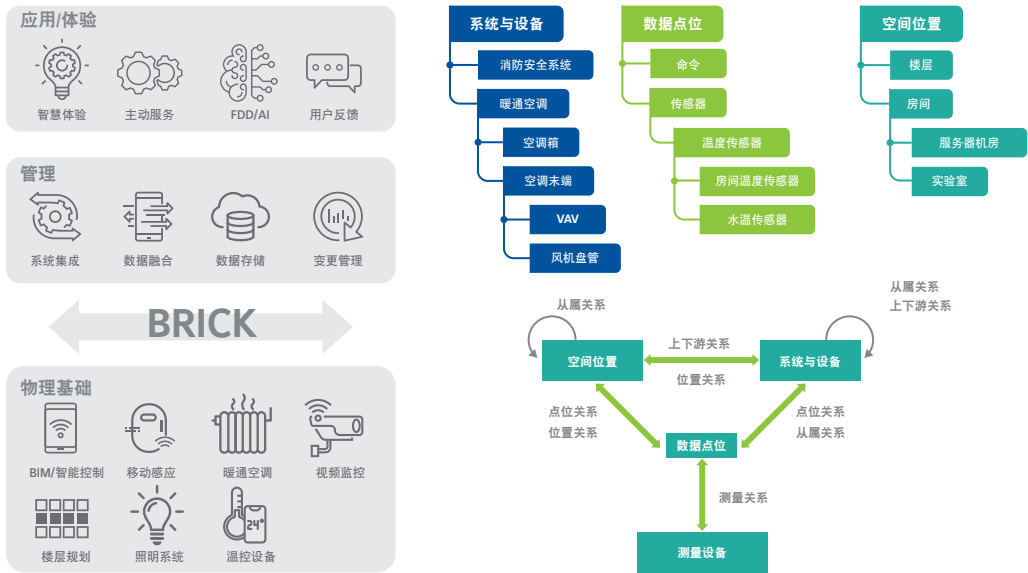 应用/体验
智慧体验
主动服务
FDD/AI
用户反馈
管理
系统集成
数据融合
数据存储
变更管理
BRICK
物理基础
BIM/智能控制
移动感应
暖通空调
视频监控
24°
楼层规划
照明系统
温控设备
系统与设备
消防安全系统
暖通空调
空调箱
空调末端
VAV
风机盘管
数据点位
命令
传感器
温度传感器
房间温度传感器
水温传感器
空间位置
楼层
房间
服务器机房
实验室
从属关系
从属关系
上下游关系
空间位置
上下游关系
位置关系
系统与设备
点位关系
位置关系
点位关系
从属关系
数据点位
测量关系
测量设备